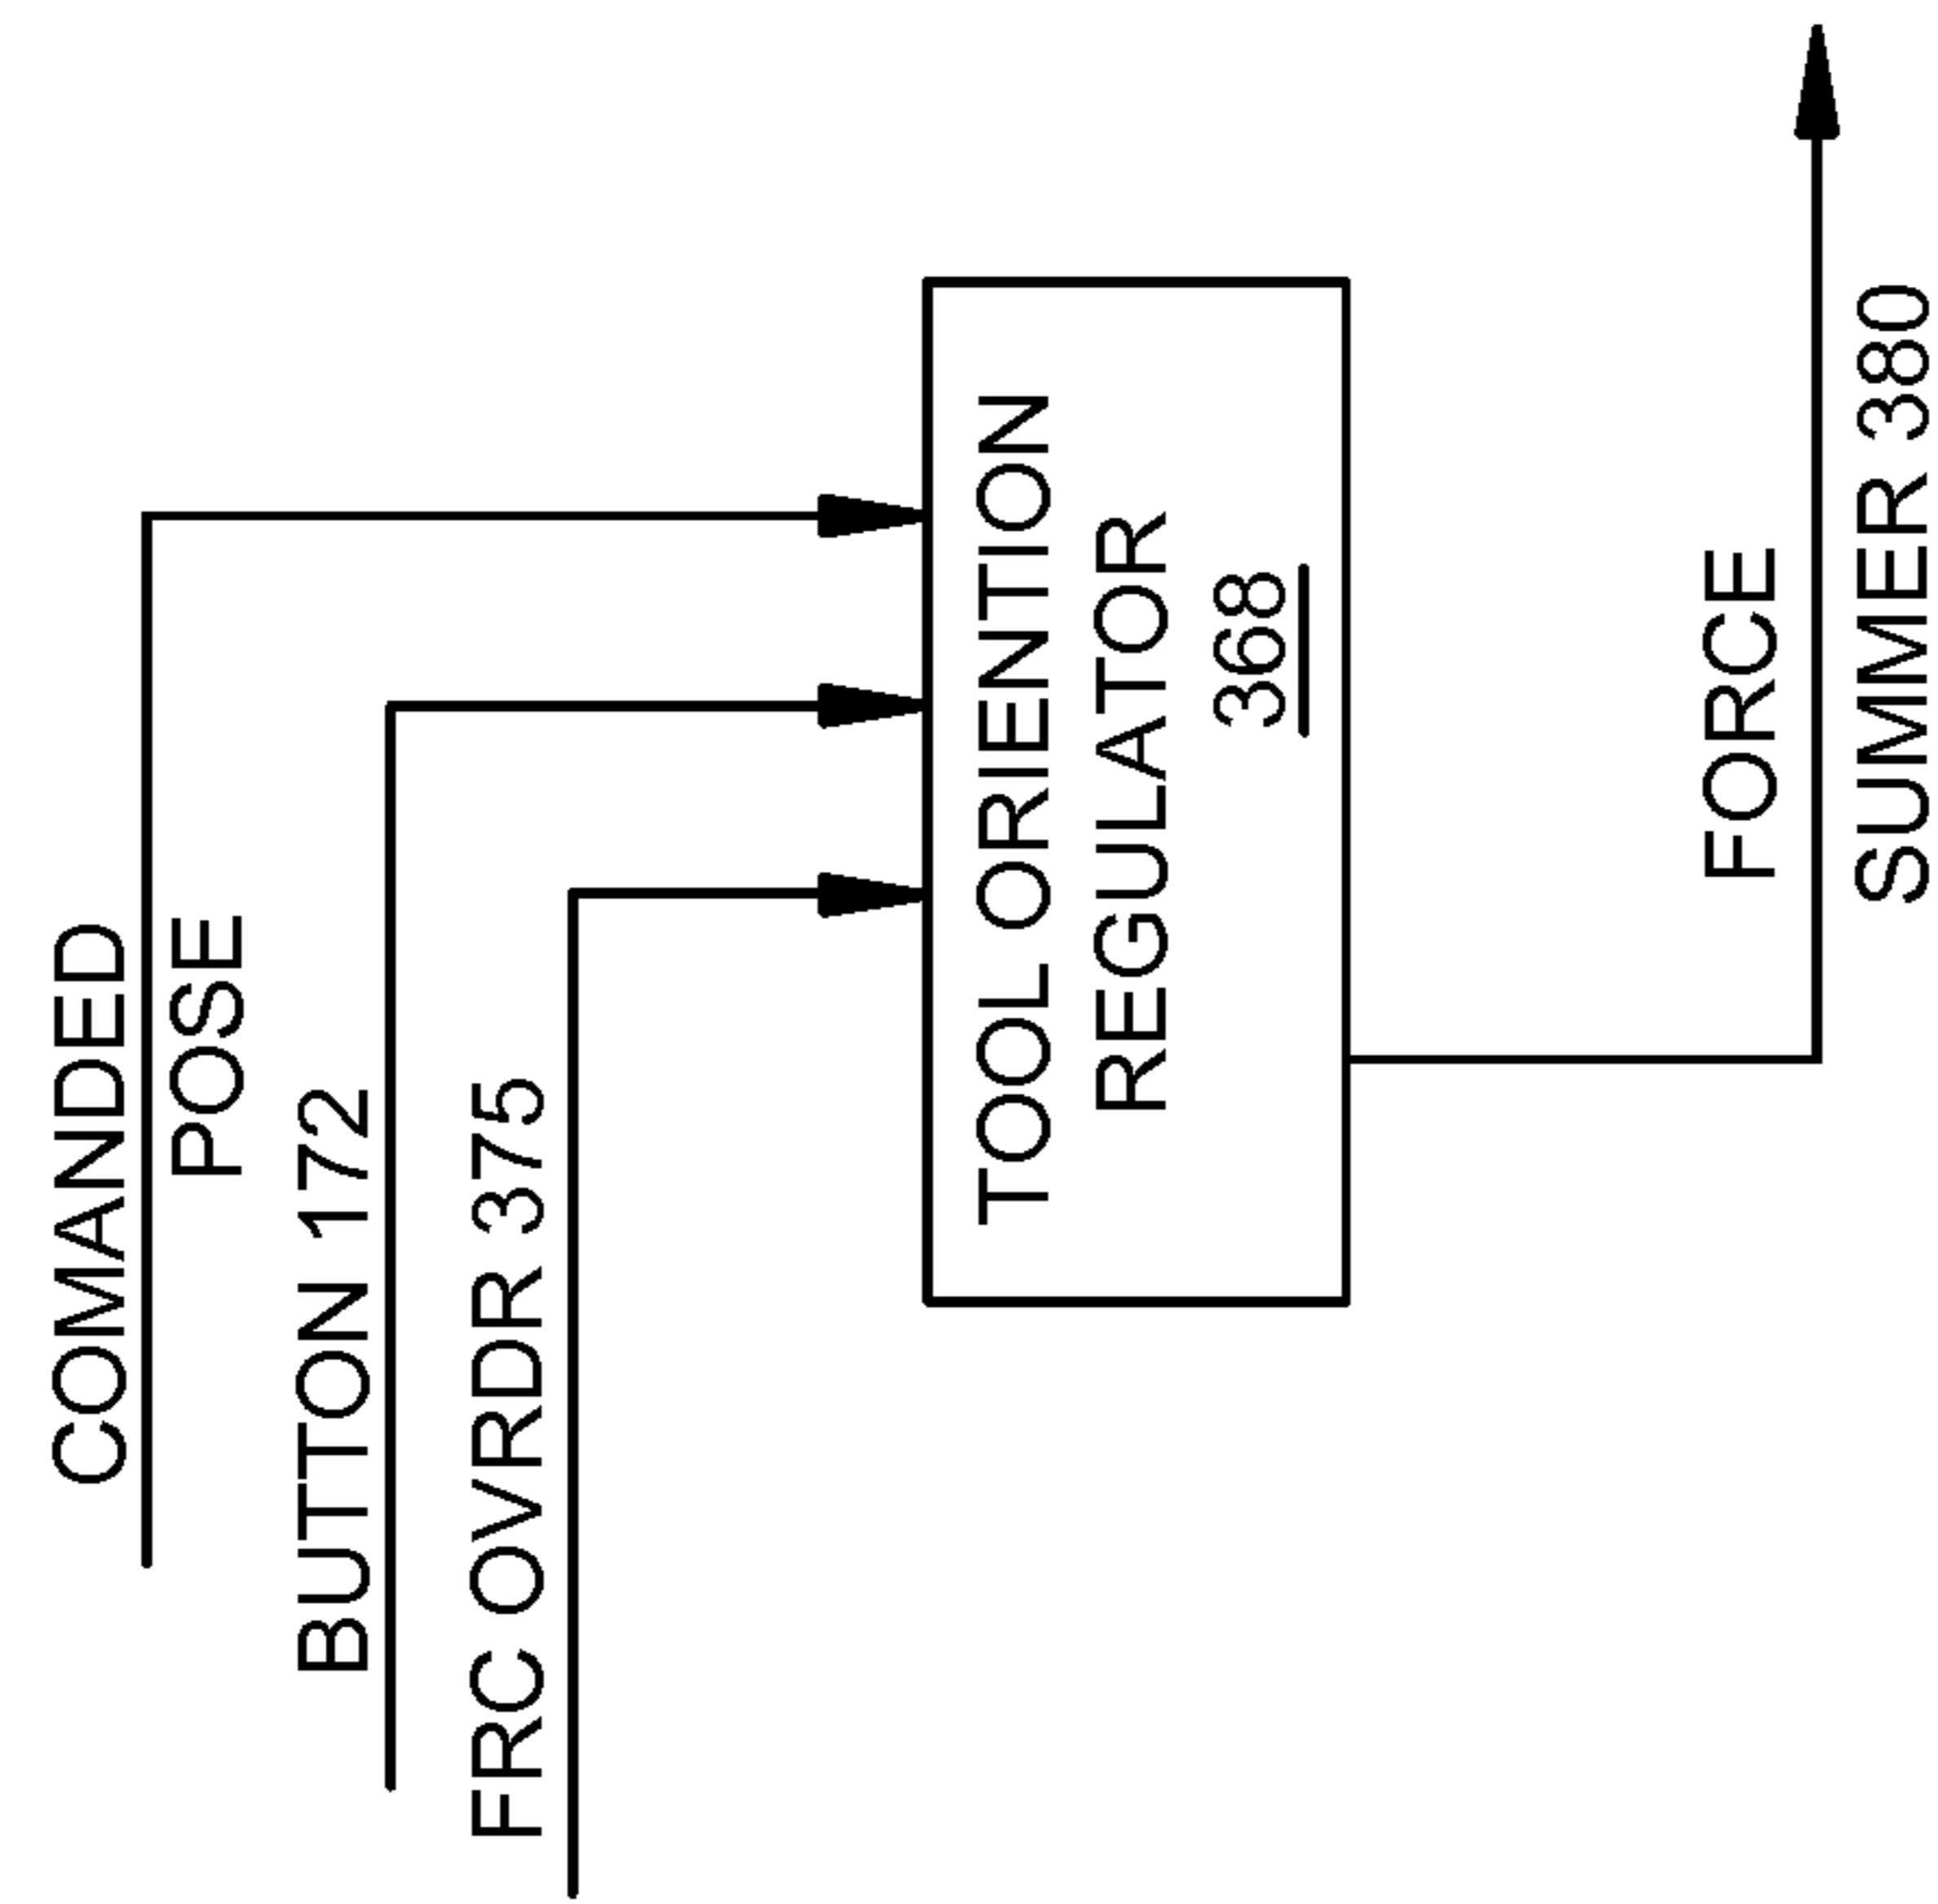 COMANDED
POSE
BUTTON 172
FRC OVRDR 375
TOOL ORIENTION
REGULATOR
368
FORCE
SUMMER 380